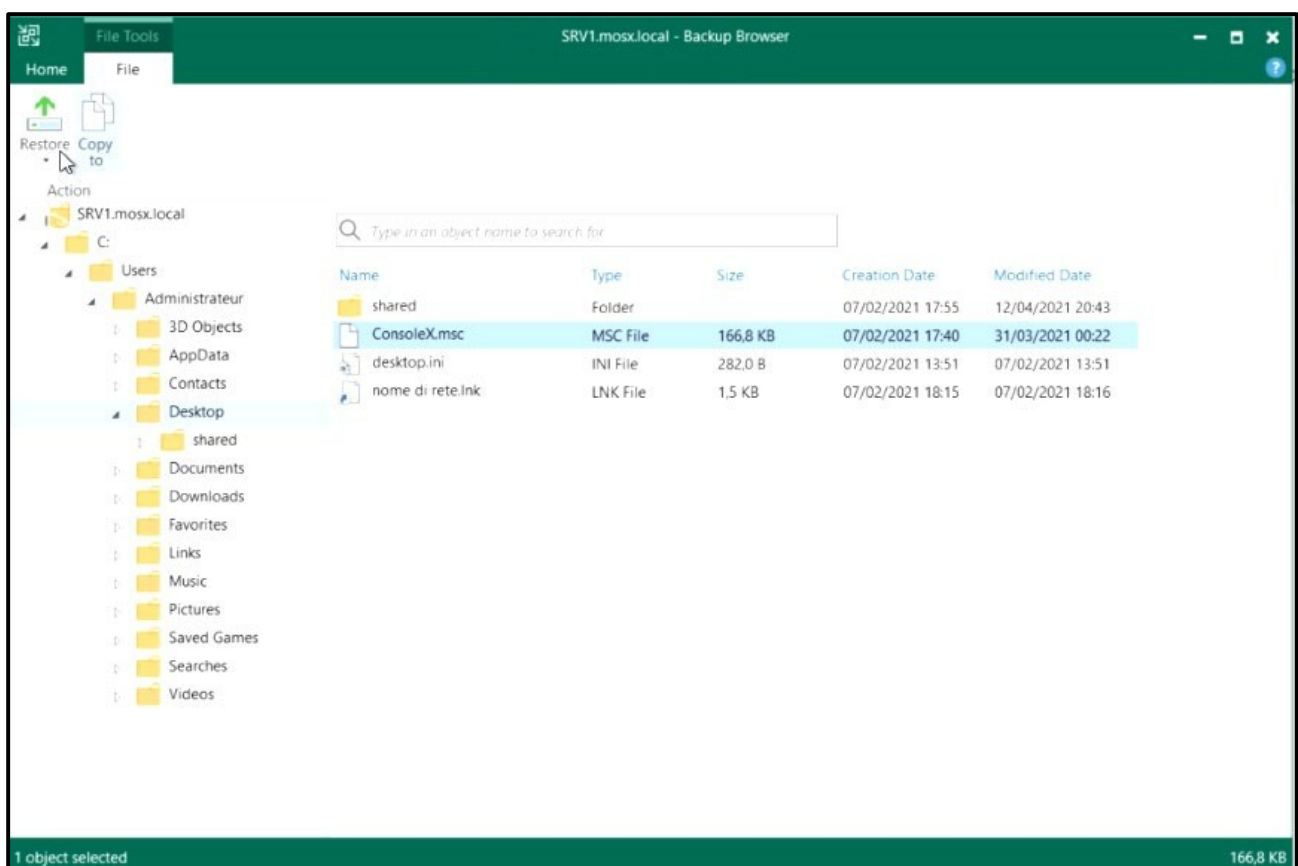 File Tools
SRV1.mosx.local - Backup Browser
Home
File
Restore
Copy
to
Action
SRV1.mosx.local
C:
Users
Administrateur
3D Objects
AppData
Contacts
Desktop
shared
Documents
Downloads
Favorites
Links
Music
Pictures
Saved Games
Searches
Videos
Type in an object name to search for
Name Type Size Creation Date Modified Date
shared Folder 07/02/2021 17:55 12/04/2021 20:43
ConsoleX.msc MSC File 166,8 KB 07/02/2021 17:40 31/03/2021 00:22
desktop.ini INI File 282,0 B 07/02/2021 13:51 07/02/2021 13:51
nome di rete.lnk LNK File 1,5 KB 07/02/2021 18:15 07/02/2021 18:16
1 object selected
166,8 KB